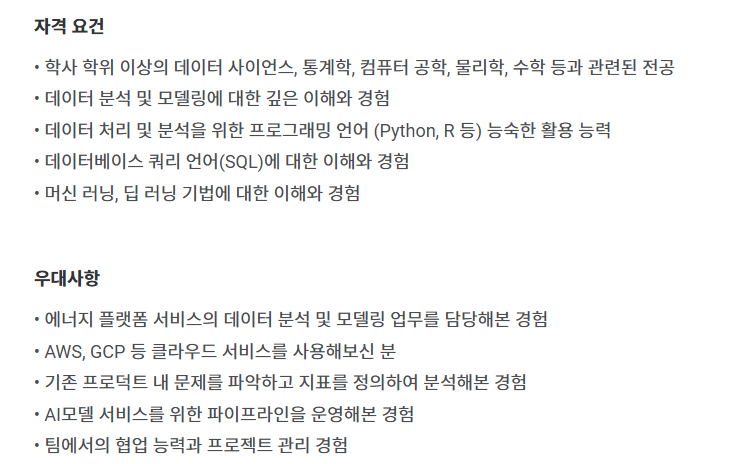 자격 요건
• 학사 학위 이상의 데이터 사이언스, 통계학, 컴퓨터 공학, 물리학, 수학 등과 관련된 전공
• 데이터 분석 및 모델링에 대한 깊은 이해와 경험
• 데이터 처리 및 분석을 위한 프로그래밍 언어 (Python, R 등) 능숙한 활용 능력
• 데이터베이스 쿼리 언어(SQL)에 대한 이해와 경험
• 머신 러닝, 딥 러닝 기법에 대한 이해와 경험
우대사항
• 에너지 플랫폼 서비스의 데이터 분석 및 모델링 업무를 담당해본 경험
• AWS, GCP 등 클라우드 서비스를 사용해보신 분
• 기존 프로덕트 내 문제를 파악하고 지표를 정의하여 분석해본 경험
• AI모델 서비스를 위한 파이프라인을 운영해본 경험
• 팀에서의 협업 능력과 프로젝트 관리 경험